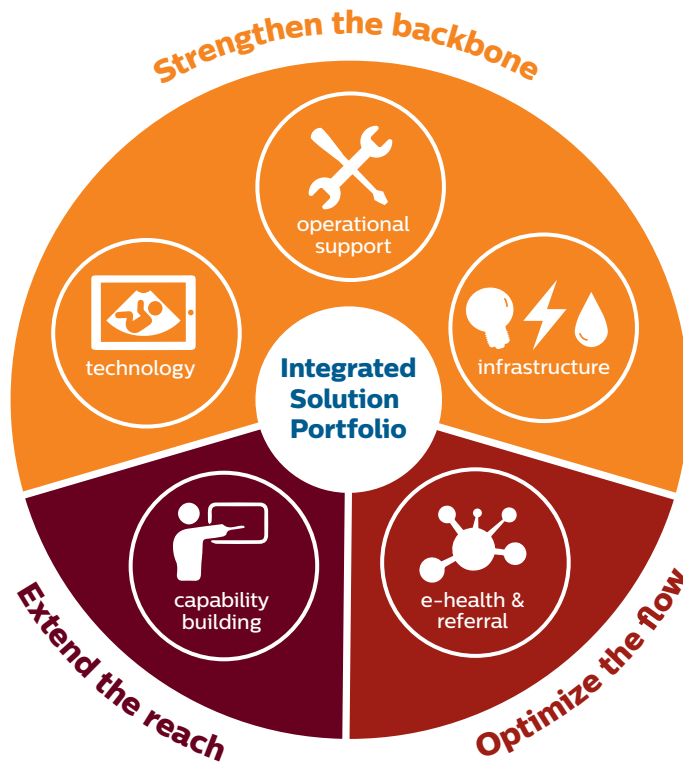 Strengthen the backbone
operational
support
technology
infrastructure
Integrated
Solution
Portfolio
capability
building
e-health &
referral
Extend the reach
Optimize the flow